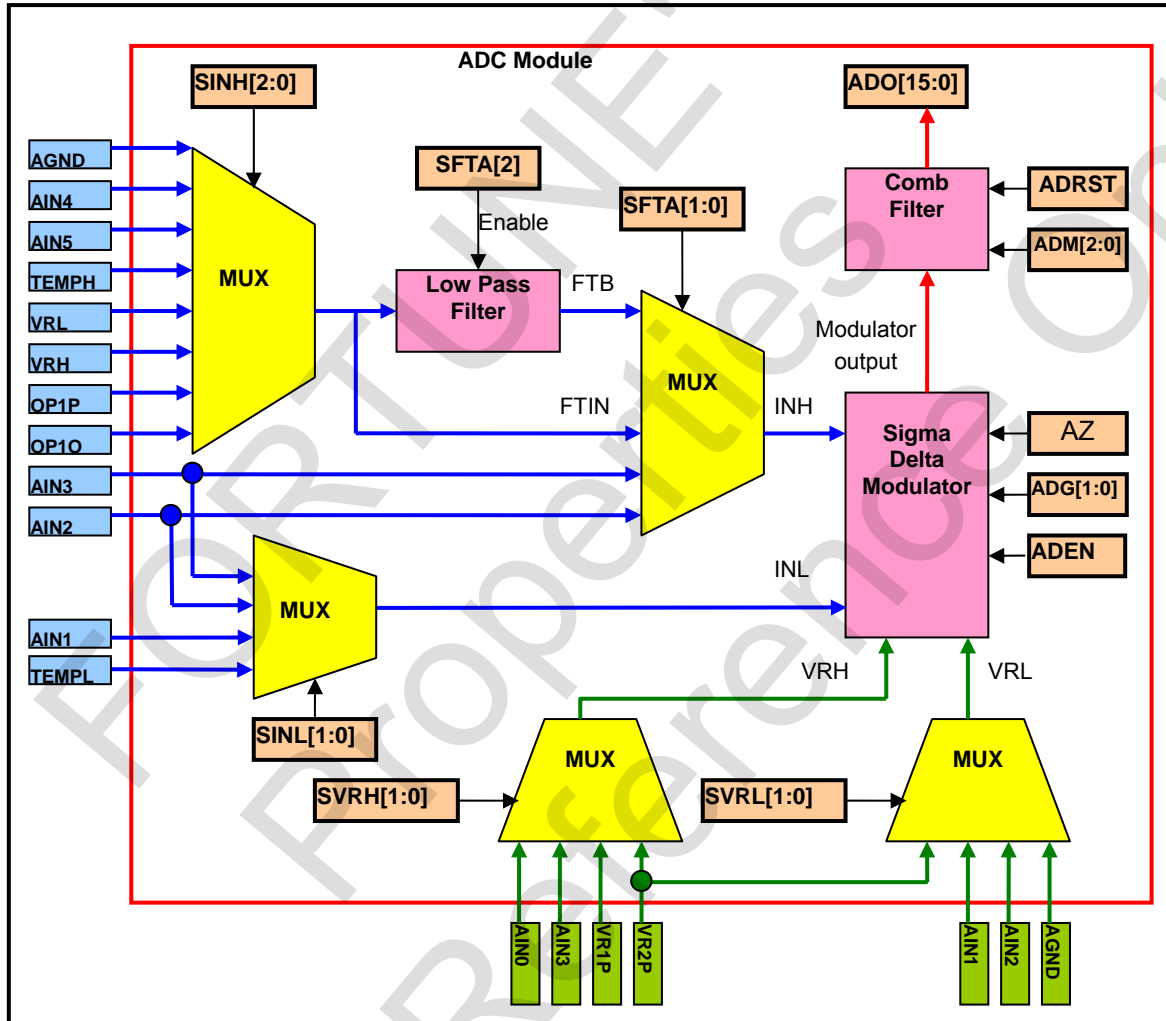 ADC Module
SINH[2:0]
ADO[15:0]
AGND
AIN4
AIN5
TEMPH
VRL
VRH
OP1P
OP1O
AIN3
AIN2
AIN1
TEMPL
MUX
SFTA[2]
Enable
Low Pass
Filter
FTB
FTIN
SFTA[1:0]
MUX
INH
Comb
Filter
ADRST
ADM[2:0]
Modulator
output
Sigma
Delta
Modulator
AZ
ADG[1:0]
ADEN
MUX
INL
SINL[1:0]
VRH
VRL
MUX
SVRH[1:0]
MUX
SVRL[1:0]
AIN0
AIN3
VR1P
VR2P
AIN1
AIN2
AGND
FORTUNE'
Properties
Reference O